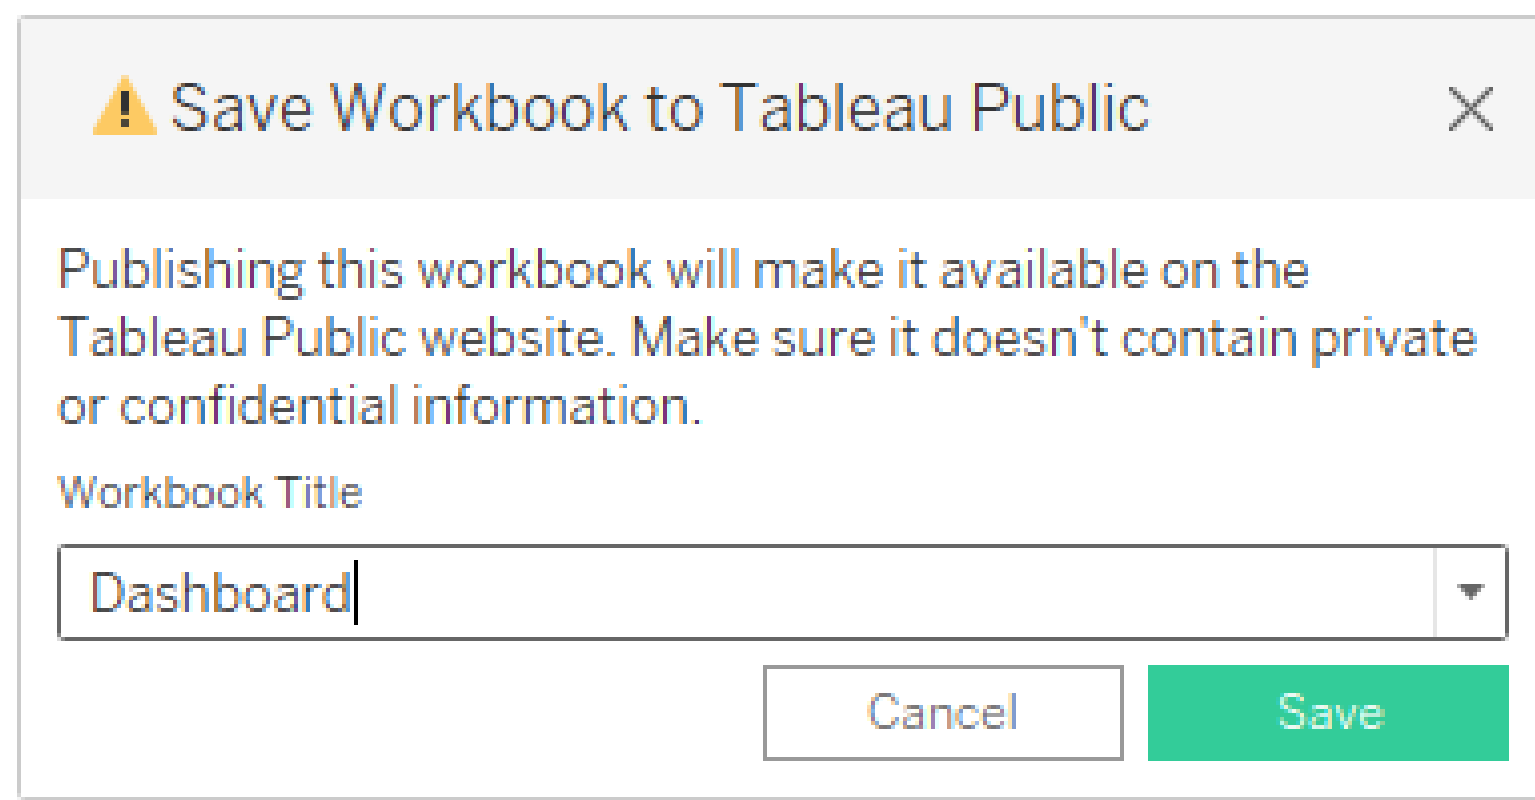 Save Workbook to Tableau Public
Publishing this workbook will make it available on the
Tableau Public website. Make sure it doesn't contain private
or confidential information.
Workbook Title
Dashboard
Cancel
Save